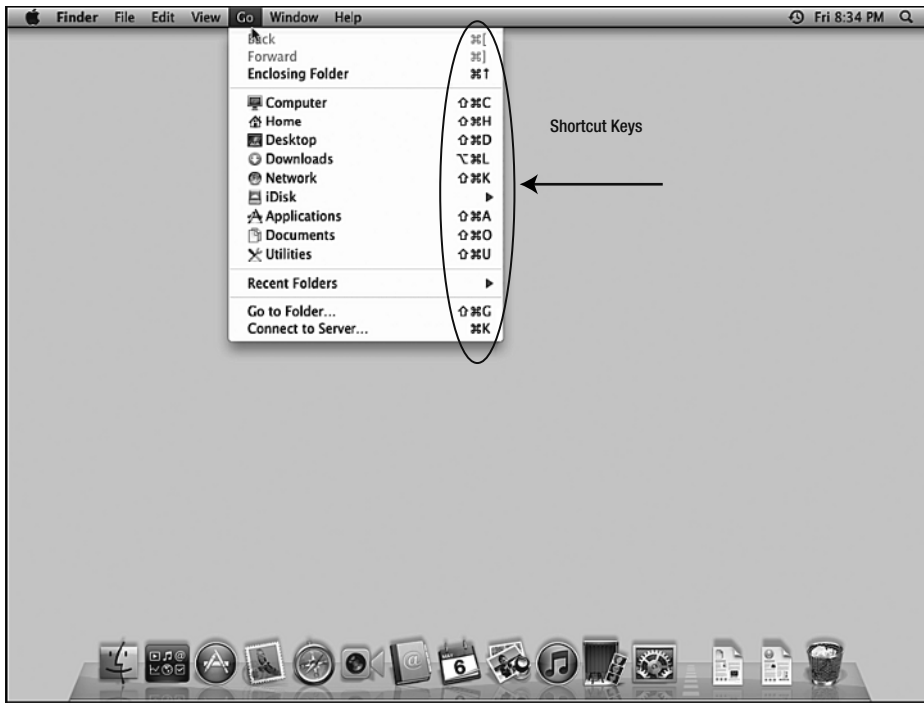 Finder File Edit View Go Window Help Fri 8:34 PM
Back ⌘[
Forward ⌘]
Enclosing Folder ⌘↑
Computer ⇧⌘C
Home ⇧⌘H
Desktop ⇧⌘D
Downloads ⌥⌘L
Network ⇧⌘K
iDisk ▶
Applications ⇧⌘A
Documents ⇧⌘O
Utilities ⇧⌘U
Recent Folders ▶
Go to Folder... ⇧⌘G
Connect to Server... ⌘K
Shortcut Keys
@
6